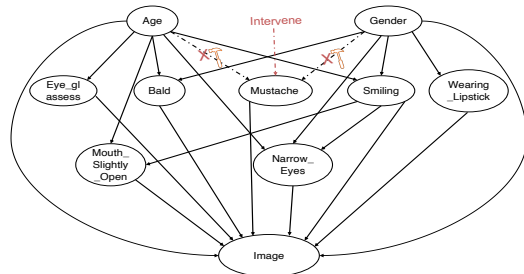 Intervene
Age
Gender
Eye_gl
assess
Bald
Mustache
Smiling
Wearing
_Lipstick
Mouth_
Slightly
_Open
Narrow_
Eyes
Image